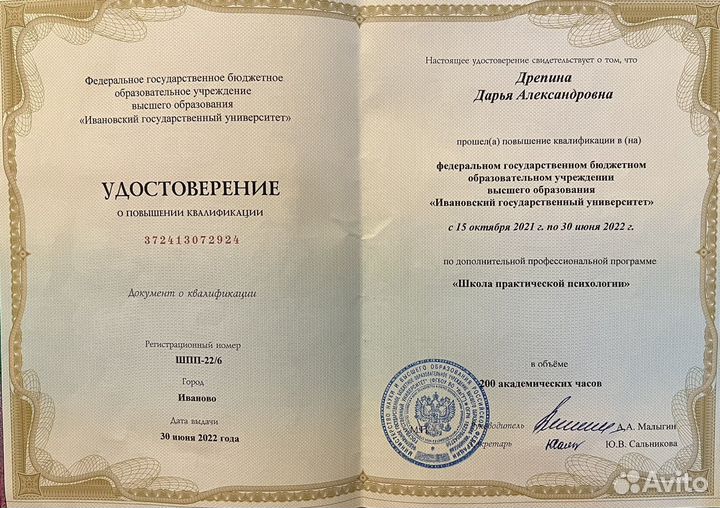 Федеральное государственное бюджетное
образовательное учреждение
высшего образования
«Ивановский государственный университет»
УДОСТОВЕРЕНИЕ
О ПОВЫШЕНИИ КВАЛИФИКАЦИИ
372413072924
Документ о квалификации
Регистрационный номер
ШПП-22/6
Город
Иваново
Дата выдачи
30 июня 2022 года
Настоящее удостоверение свидетельствует о том, что
Дрепина
Дарья Александровна
прошел(а) повышение квалификации в (на)
федеральном государственном бюджетном
образовательном учреждении
высшего образования
«Ивановский государственный университет»
с 15 октября 2021 г. по 30 июня 2022 г.
по дополнительной профессиональной программе
«Школа практической психологии»
в объёме
200 академических часов
М.П.
Руководитель Д.А. Малыгин
Секретарь Ю.В. Сальникова
Avito